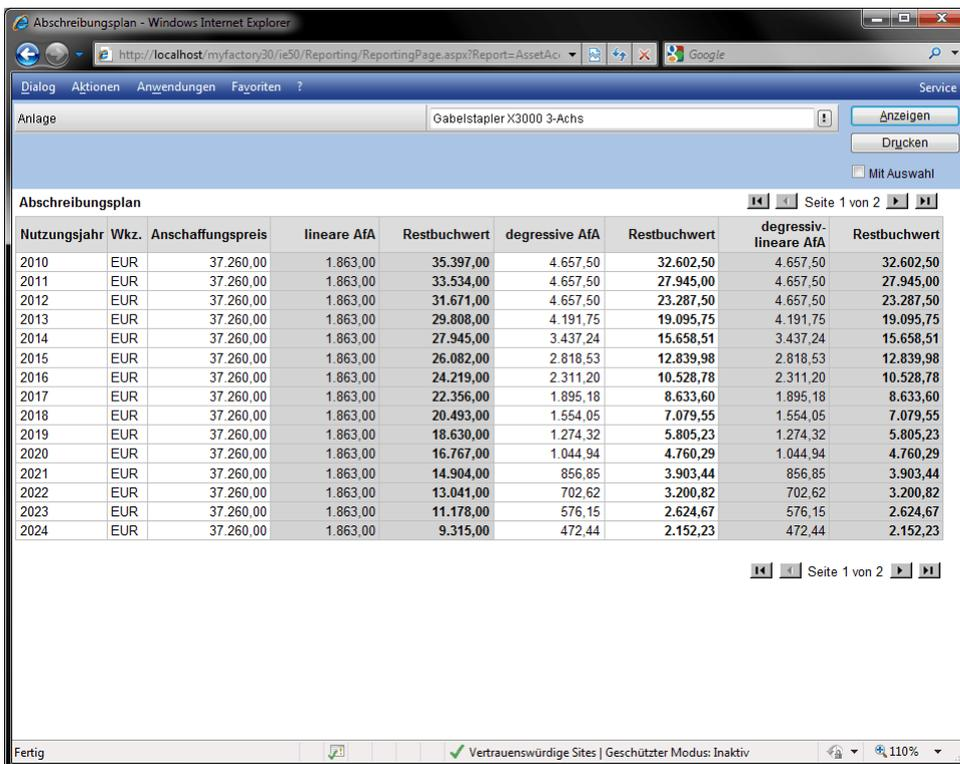 Abschreibungsplan - Windows Internet Explorer
http://localhost/myfactory30/ie50/Reporting/ReportingPage.aspx?Report=AssetAc
Google
Dialog Aktionen Anwendungen Favoriten ? Service
Anlage Gabelstapler X3000 3-Achs ! Anzeigen
Drucken
Mit Auswahl
Abschreibungsplan Seite 1 von 2
Nutzungsjahr Wkz. Anschaffungspreis lineare AfA Restbuchwert degressive AfA Restbuchwert degressiv-lineare AfA Restbuchwert
2010 EUR 37.260,00 1.863,00 35.397,00 4.657,50 32.602,50 4.657,50 32.602,50
2011 EUR 37.260,00 1.863,00 33.534,00 4.657,50 27.945,00 4.657,50 27.945,00
2012 EUR 37.260,00 1.863,00 31.671,00 4.657,50 23.287,50 4.657,50 23.287,50
2013 EUR 37.260,00 1.863,00 29.808,00 4.191,75 19.095,75 4.191,75 19.095,75
2014 EUR 37.260,00 1.863,00 27.945,00 3.437,24 15.658,51 3.437,24 15.658,51
2015 EUR 37.260,00 1.863,00 26.082,00 2.818,53 12.839,98 2.818,53 12.839,98
2016 EUR 37.260,00 1.863,00 24.219,00 2.311,20 10.528,78 2.311,20 10.528,78
2017 EUR 37.260,00 1.863,00 22.356,00 1.895,18 8.633,60 1.895,18 8.633,60
2018 EUR 37.260,00 1.863,00 20.493,00 1.554,05 7.079,55 1.554,05 7.079,55
2019 EUR 37.260,00 1.863,00 18.630,00 1.274,32 5.805,23 1.274,32 5.805,23
2020 EUR 37.260,00 1.863,00 16.767,00 1.044,94 4.760,29 1.044,94 4.760,29
2021 EUR 37.260,00 1.863,00 14.904,00 856,85 3.903,44 856,85 3.903,44
2022 EUR 37.260,00 1.863,00 13.041,00 702,62 3.200,82 702,62 3.200,82
2023 EUR 37.260,00 1.863,00 11.178,00 576,15 2.624,67 576,15 2.624,67
2024 EUR 37.260,00 1.863,00 9.315,00 472,44 2.152,23 472,44 2.152,23
Seite 1 von 2
Fertig Vertrauenswürdige Sites | Geschützter Modus: Inaktiv 110%